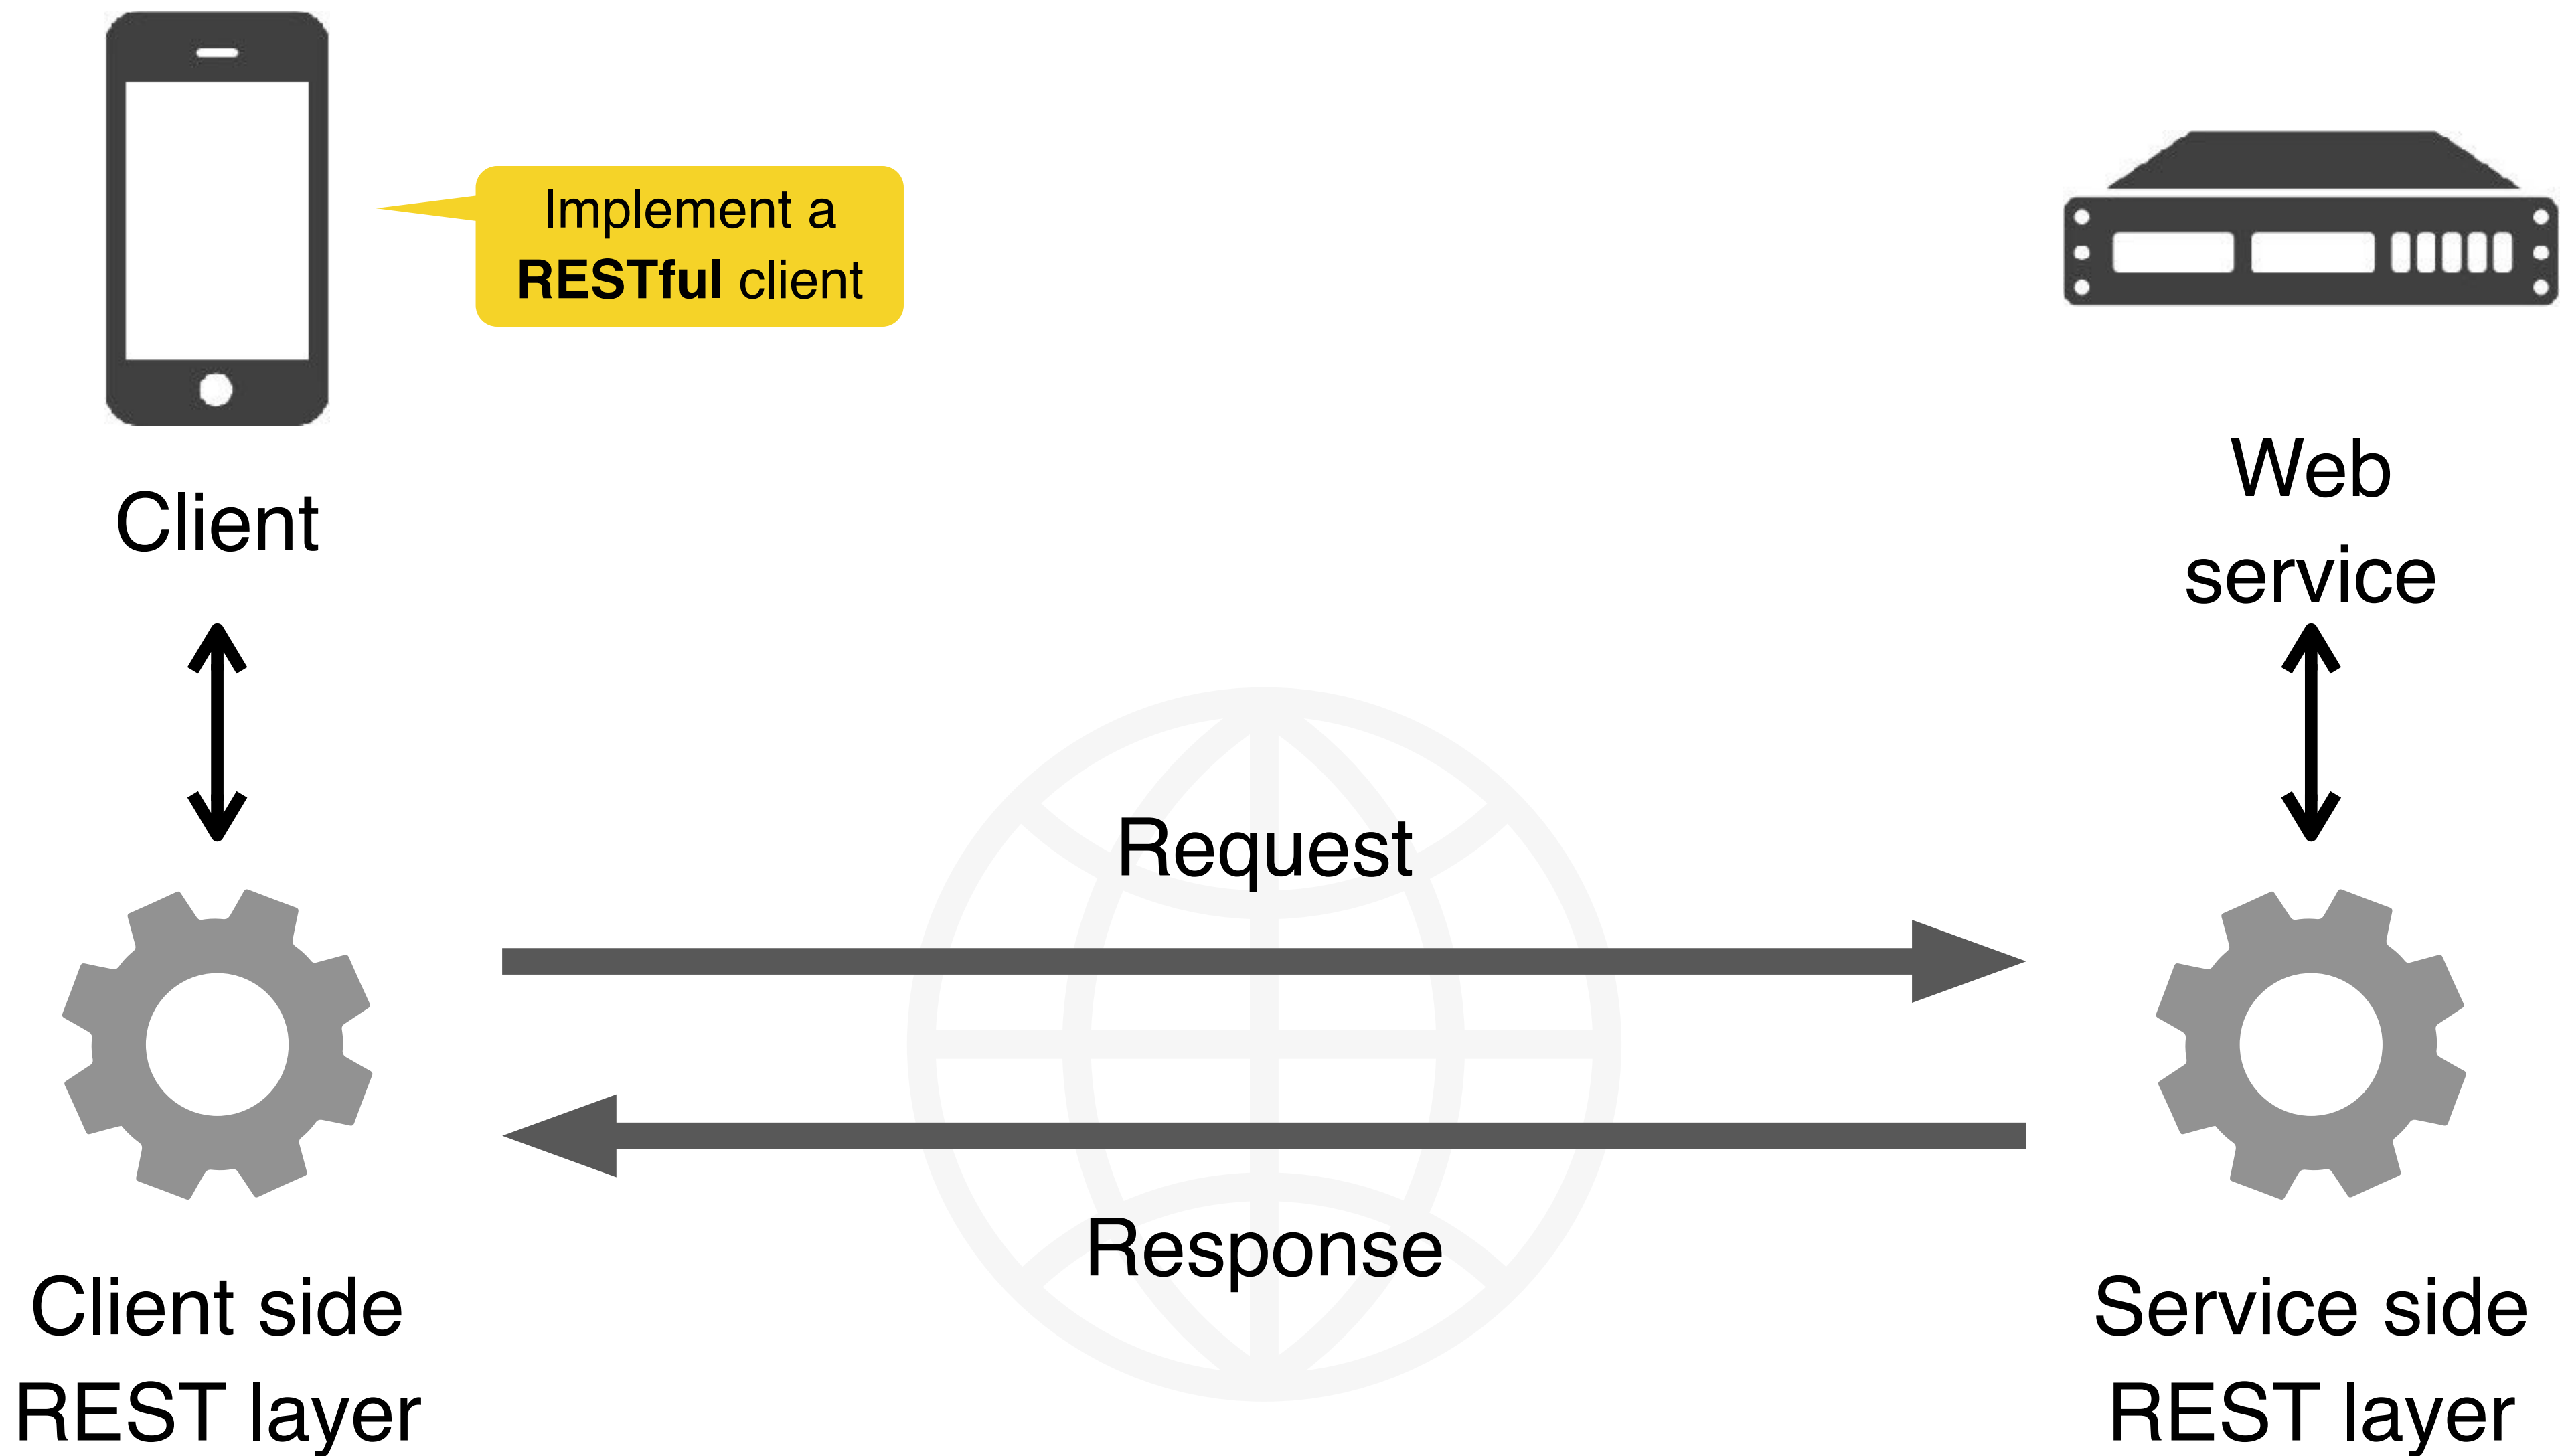 Implement a
RESTful client
Client
Web
service
Request
Response
Client side
REST layer
Service side
REST layer